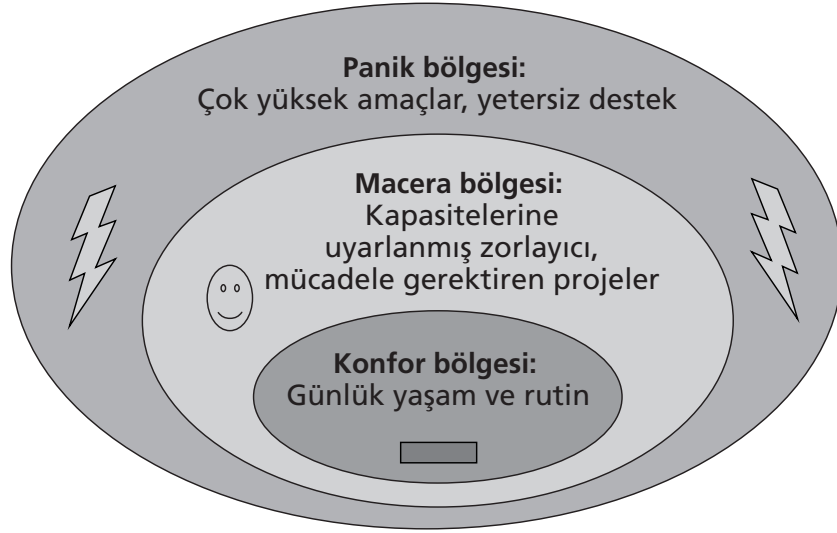 Panik bölgesi:
Çok yüksek amaçlar, yetersiz destek
Macera bölgesi:
Kapasitelerine
uyarlanmış zorlayıcı,
mücadele gerektiren projeler
Konfor bölgesi:
Günlük yaşam ve rutin